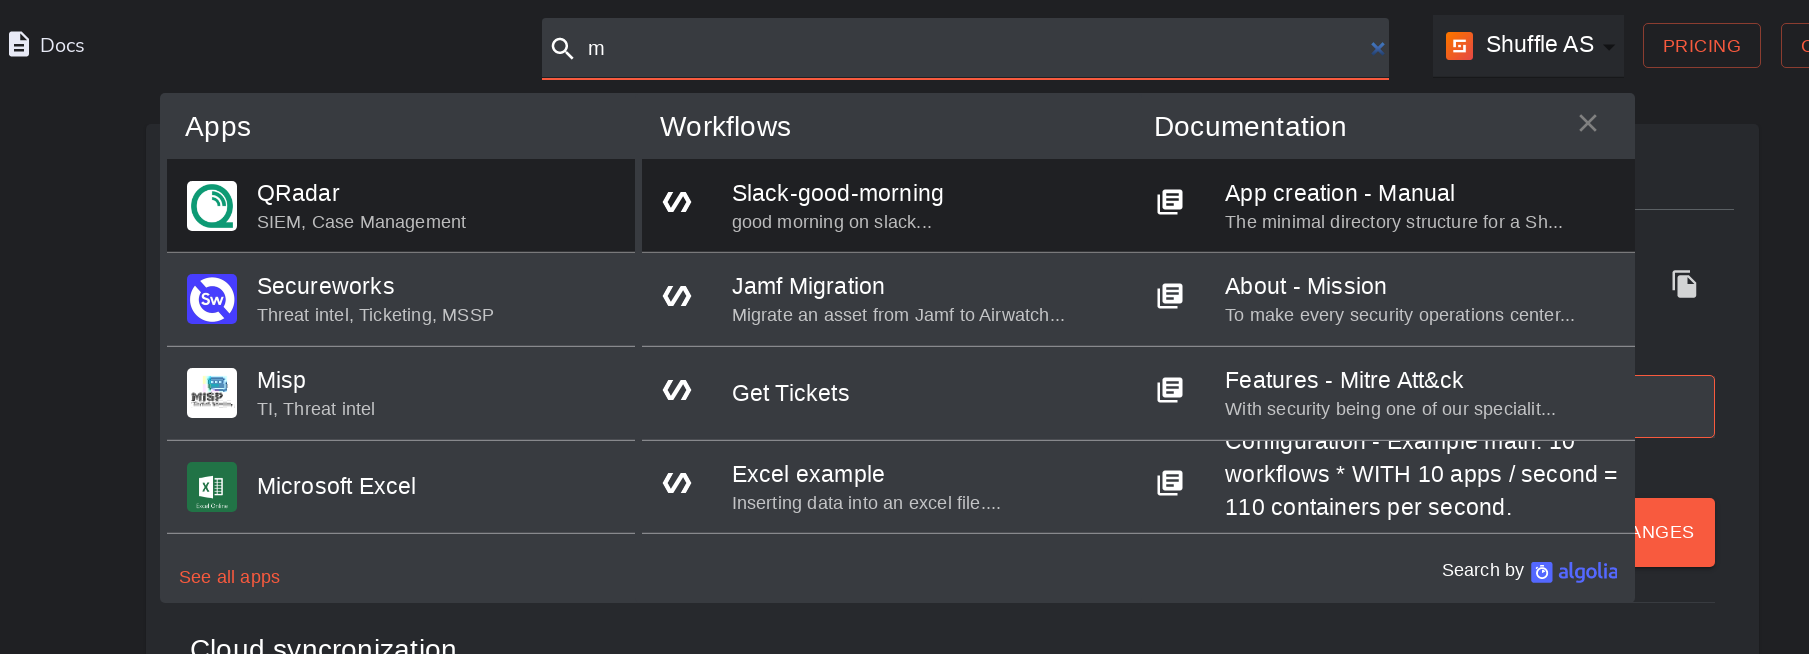 Docs
m
Shuffle AS
PRICING
Apps
Workflows
Documentation
QRadar
SIEM, Case Management
Slack-good-morning
good morning on slack...
App creation - Manual
The minimal directory structure for a Sh...
Sw
Secureworks
Threat intel, Ticketing, MSSP
Jamf Migration
Migrate an asset from Jamf to Airwatch...
About - Mission
To make every security operations center...
MISP
Misp
TI, Threat intel
Get Tickets
Features - Mitre Att&ck
With security being one of our specialit...
Excel Online
Microsoft Excel
Excel example
Inserting data into an excel file....
Configuration - Example math: 10
workflows * WITH 10 apps / second =
110 containers per second.
ANGES
See all apps
Search by algolia
Cloud syncronization